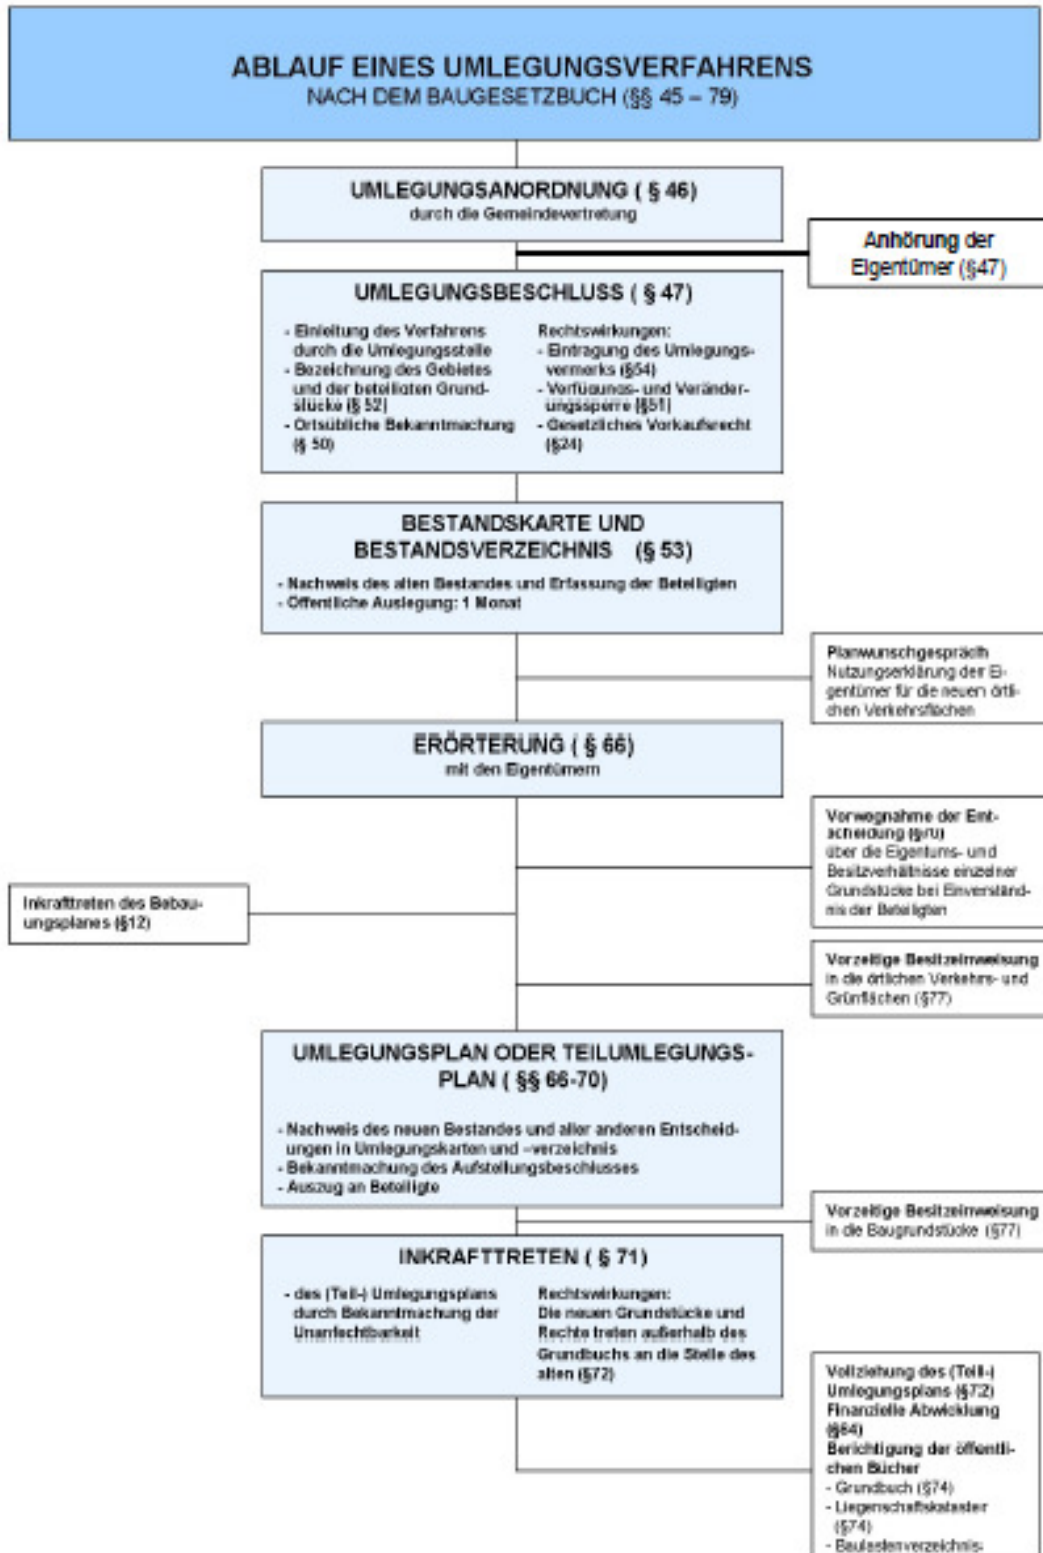 ABLAUF EINES UMLEGUNGSVERFAHRENS
NACH DEM BAUGESETZBUCH (§§ 45 – 79)
UMLEGUNGSANORDNUNG ( § 46)
durch die Gemeindevertretung
Anhörung der
Eigentümer (§47)
UMLEGUNGSBESCHLUSS ( § 47)
- Einleitung des Verfahrens
durch die Umlegungsstelle
- Bezeichnung des Gebietes
und der beteiligten Grund-
stücke (§ 52)
- Ortsübliche Bekanntmachung
(§ 50)
Rechtswirkungen:
- Eintragung des Umlegungs-
vermerks (§54)
- Verfügungs- und Veränder-
ungssperre (§51)
- Gesetzliches Vorkaufsrecht
(§24)
BESTANDSKARTE UND
BESTANDSVERZEICHNIS (§ 53)
- Nachweis des alten Bestandes und Erfassung der Beteiligten
- Öffentliche Auslegung: 1 Monat
Planwunschgespräch
Nutzungserklärung der Ei-
gentümer für die neuen örtli-
chen Verkehrsflächen
ERÖRTERUNG ( § 66)
mit den Eigentümern
Vorwegnahme der Ent-
scheidung (§70)
über die Eigentums- und
Besitzverhältnisse einzelner
Grundstücke bei Einverständ-
nis der Beteiligten
Inkrafttreten des Bebau-
ungsplanes (§12)
Vorzeitige Besitzeinweisung
in die örtlichen Verkehrs- und
Grünflächen (§77)
UMLEGUNGSPLAN ODER TEILUMLEGUNGS-
PLAN ( §§ 66-70)
- Nachweis des neuen Bestandes und aller anderen Entscheid-
ungen in Umlegungskarten und –verzeichnis
- Bekanntmachung des Aufstellungsbeschlusses
- Auszug an Beteiligte
Vorzeitige Besitzeinweisung
in die Baugrundstücke (§77)
INKRAFTTRETEN ( § 71)
- des (Teil-) Umlegungsplans
durch Bekanntmachung der
Unanfechtbarkeit
Rechtswirkungen:
Die neuen Grundstücke und
Rechte treten außerhalb des
Grundbuchs an die Stelle des
alten (§72)
Vollziehung des (Teil-)
Umlegungsplans (§72)
Finanzielle Abwicklung
(§64)
Berichtigung der öffentli-
chen Bücher
- Grundbuch (§74)
- Liegenschaftskataster
(§74)
- Baulastenverzeichnis